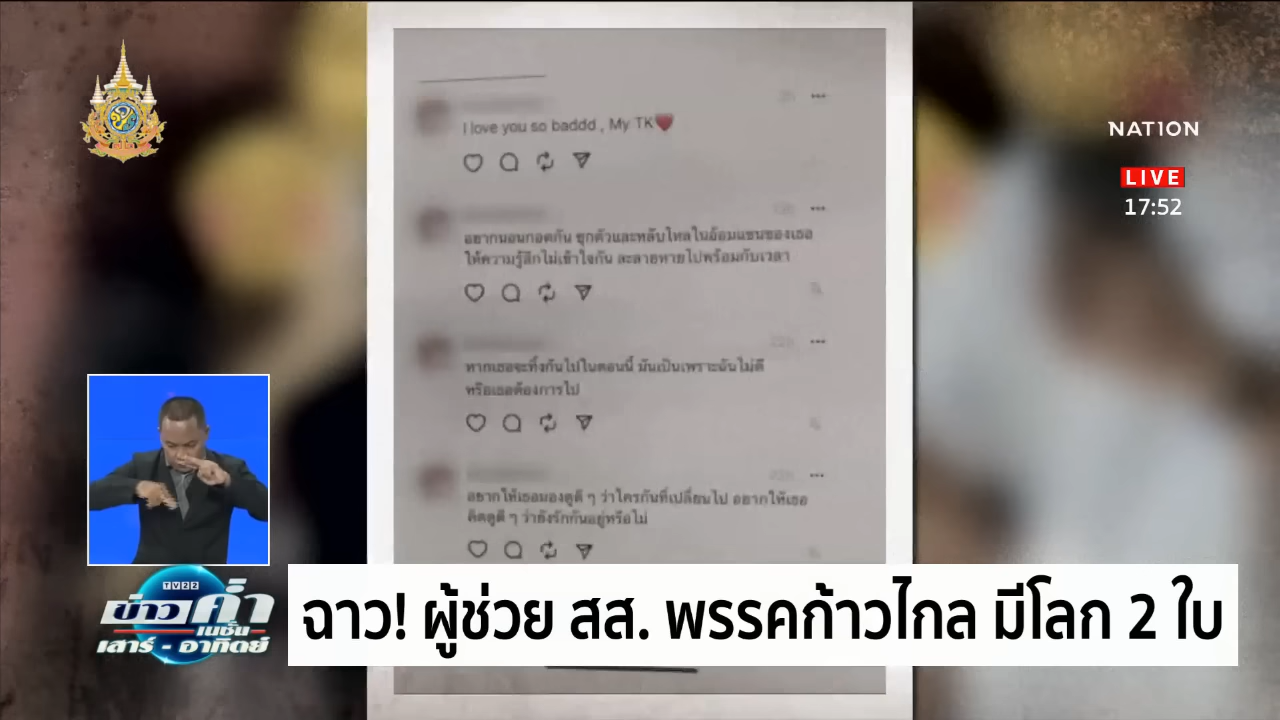 NATION
LIVE
17:52
I love you so baddd , My TK❤
อยากนอนกอดกัน ซุกตัวและหลับไหลในอ้อมแขนของเธอ
ให้ความรู้สึกไม่เข้าใจกัน ละลายหายไปพร้อมกับเวลา
หากเธอจะทิ้งกันไปในตอนนี้ มันเป็นเพราะฉันไม่ดี
หรือเธอต้องการไป
อยากให้เธอมองดูดี ๆ ว่าใครกันที่เปลี่ยนไป อยากให้เธอ
คิดดูดี ๆ ว่ายังรักกันอยู่หรือไม่
TV22
ข่าวค่ำ
เนชั่น
เสาร์ - อาทิตย์
ฉาว! ผู้ช่วย สส. พรรคก้าวไกล มีโลก 2 ใบ